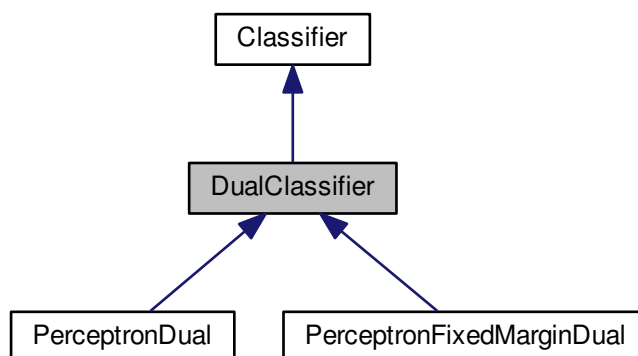 Classifier
DualClassifier
PerceptronDual
PerceptronFixedMarginDual